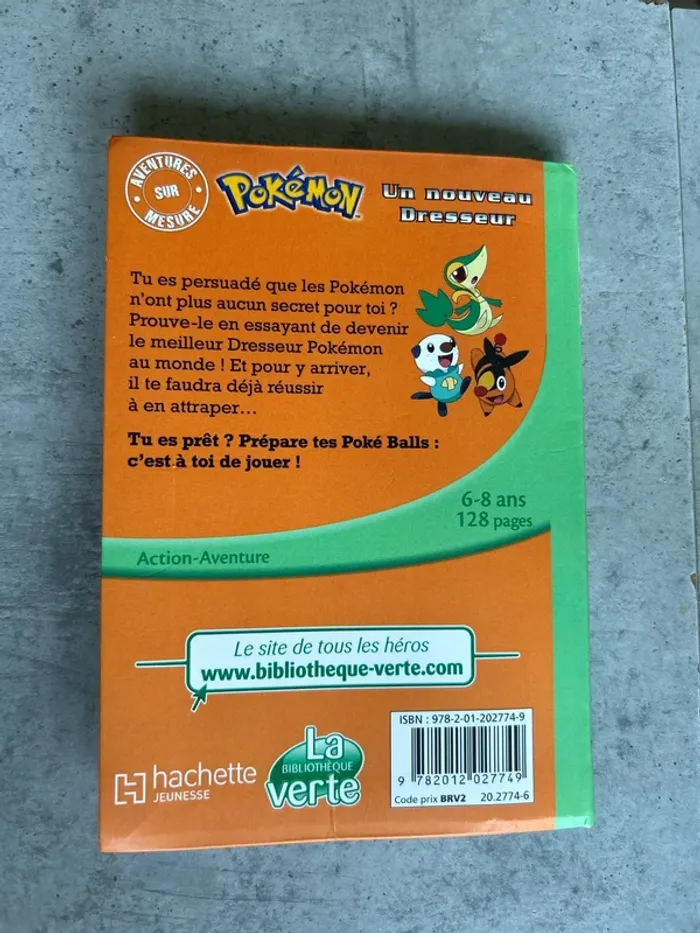 AVENTURES
SUR
MESURE
POKéMON™
Un nouveau
Dresseur
Tu es persuadé que les Pokémon
n'ont plus aucun secret pour toi ?
Prouve-le en essayant de devenir
le meilleur Dresseur Pokémon
au monde ! Et pour y arriver,
il te faudra déjà réussir
à en attraper...
Tu es prêt ? Prépare tes Poké Balls :
c'est à toi de jouer !
6-8 ans
128 pages
Action-Aventure
Le site de tous les héros
www.bibliotheque-verte.com
hachette
JEUNESSE
La
BIBLIOTHÈQUE
verte
ISBN : 978-2-01-202774-9
9 782012 027749
Code prix BRV2 20.2774-6